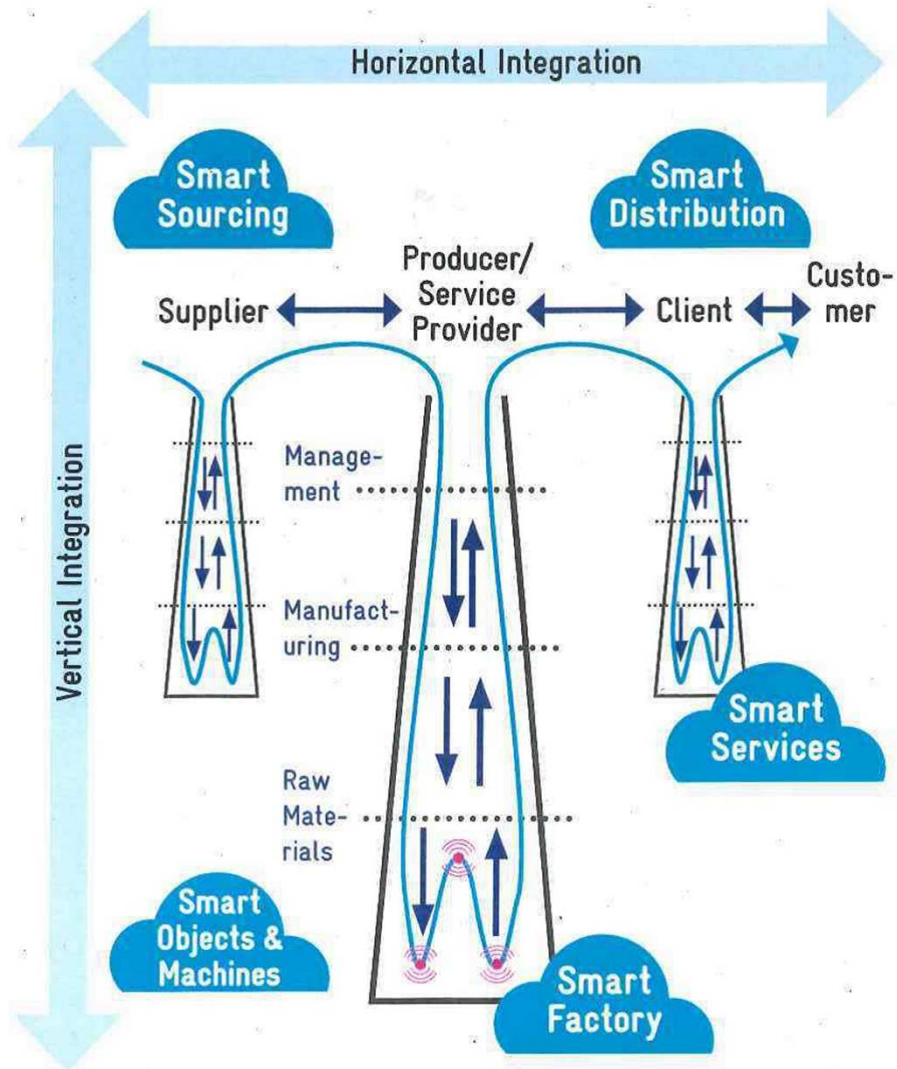 Horizontal Integration
Vertical Integration
Smart
Sourcing
Smart
Distribution
Supplier
Producer/
Service
Provider
Client
Custo-
mer
Manage-
ment
Manufact-
uring
Raw
Mate-
rials
Smart
Services
Smart
Objects &
Machines
Smart
Factory